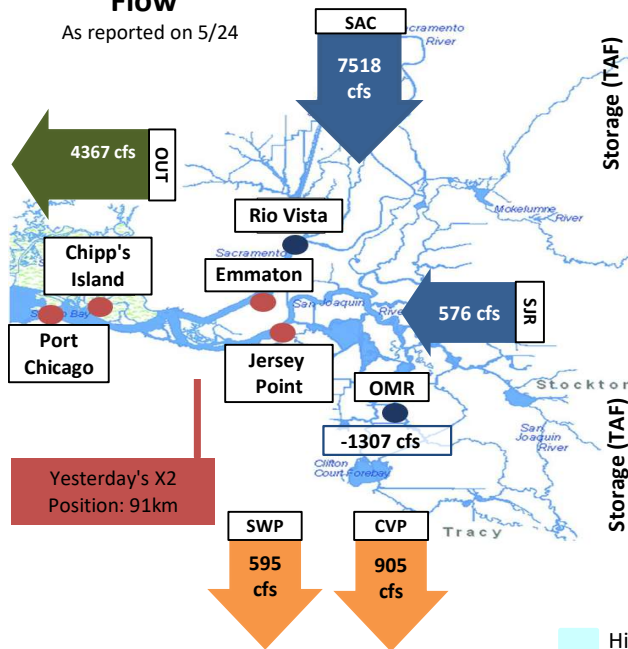 Flow
As reported on 5/24
SAC
Sacramento
River
7518
cfs
Storage (TAF)
4367 cfs
OUT
Mokelumne
River
Rio Vista
Chipp's
Island
Sacramento
Emmaton
San Joaquin
River
576 cfs
SJR
Port
Chicago
Jersey
Point
OMR
Stockton
-1307 cfs
San
Joaquin
River
Clifton
Court Forebay
Storage (TAF)
Yesterday's X2
Position: 91km
SWP
CVP
Tracy
595
cfs
905
cfs
Hi